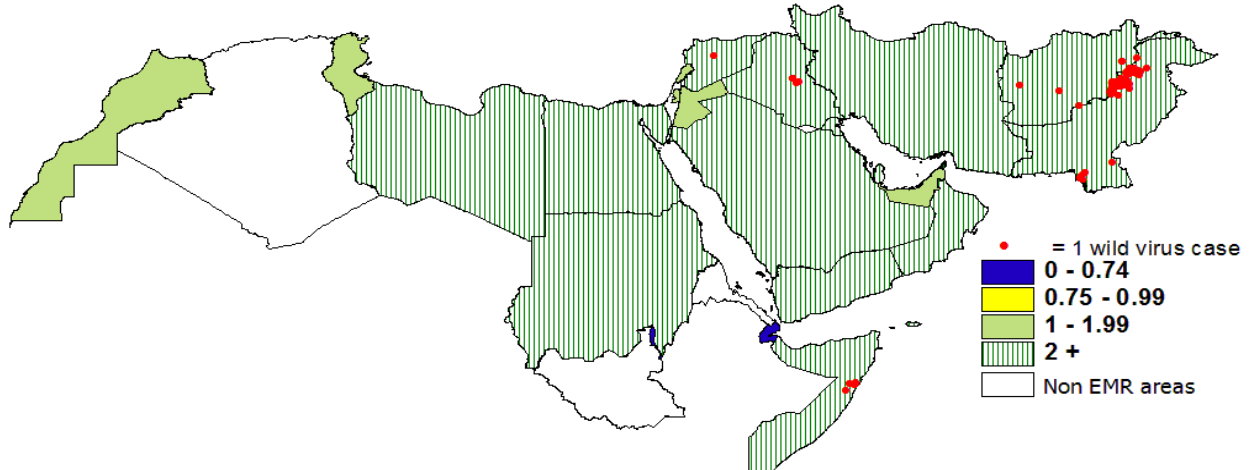 = 1 wild virus case
0 - 0.74
0.75 - 0.99
1 - 1.99
2 +
Non EMR areas